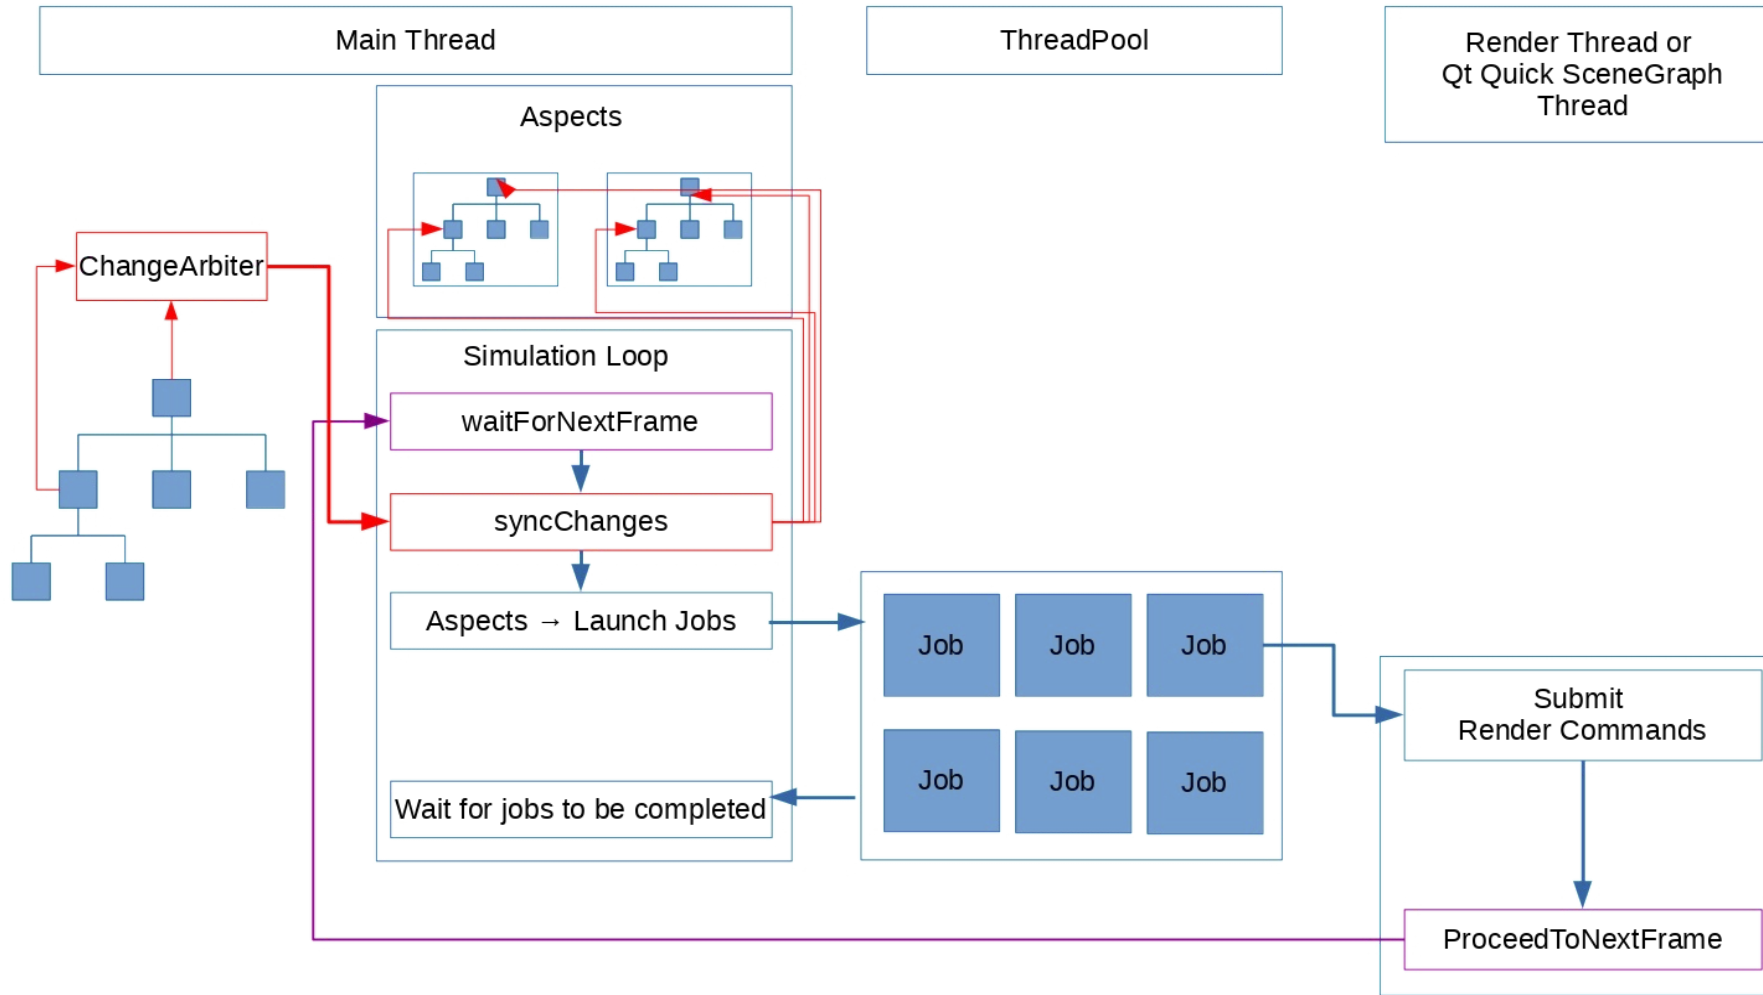 Main Thread
ThreadPool
Render Thread or
Qt Quick SceneGraph
Thread
Aspects
ChangeArbiter
Simulation Loop
waitForNextFrame
syncChanges
Aspects → Launch Jobs
Wait for jobs to be completed
Job
Job
Job
Job
Job
Job
Submit
Render Commands
ProceedToNextFrame